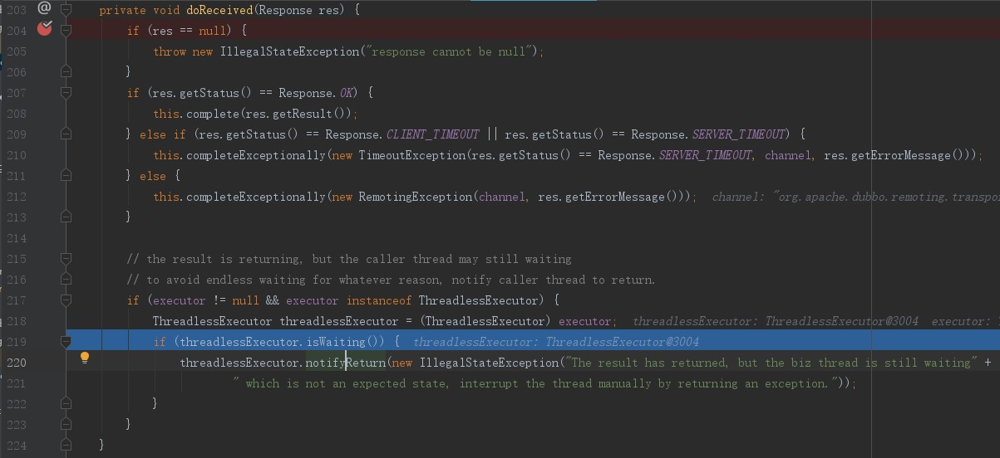 203 private void doReceived(Response res) {
204 if (res == null) {
205 throw new IllegalStateException("response cannot be null");
206 }
207 if (res.getStatus() == Response.OK) {
208 this.complete(res.getResult());
209 } else if (res.getStatus() == Response.CLIENT_TIMEOUT || res.getStatus() == Response.SERVER_TIMEOUT) {
210 this.completeExceptionally(new TimeoutException(res.getStatus() == Response.SERVER_TIMEOUT, channel, res.getErrorMessage()));
211 } else {
212 this.completeExceptionally(new RemotingException(channel, res.getErrorMessage())); channel: "org.apache.dubbo.remoting.transpo
213 }
214
215 // the result is returning, but the caller thread may still waiting
216 // to avoid endless waiting for whatever reason, notify caller thread to return.
217 if (executor != null && executor instanceof ThreadlessExecutor) {
218 ThreadlessExecutor threadlessExecutor = (ThreadlessExecutor) executor; threadlessExecutor: ThreadlessExecutor@3004 executor:
219 if (threadlessExecutor.isWaiting()) { threadlessExecutor: ThreadlessExecutor@3004
220 threadlessExecutor.notifyReturn(new IllegalStateException("The result has returned, but the biz thread is still waiting" +
221 " which is not an expected state, interrupt the thread manually by returning an exception."));
222 }
223 }
224 }